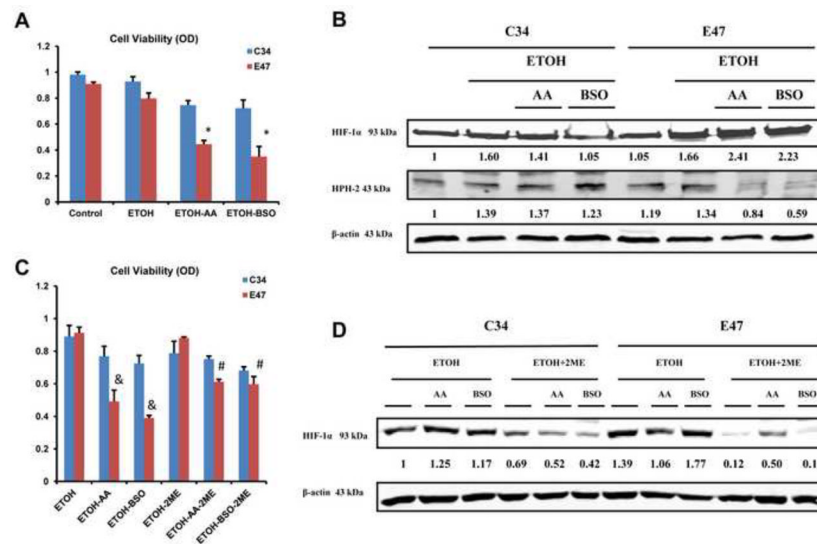 A
Cell Viability (OD)
C34
E47
1.2
1
0.8
0.6
0.4
0.2
0
*
*
Control ETOH ETOH-AA ETOH-BSO
B
C34 E47
ETOH ETOH
AA BSO AA BSO
HIF-1α 93 kDa
1 1.60 1.41 1.05 1.05 1.66 2.41 2.23
HPH-2 43 kDa
1 1.39 1.37 1.23 1.19 1.34 0.84 0.59
β-actin 43 kDa
C
Cell Viability (OD)
C34
E47
1.2
1
0.8
0.6
0.4
0.2
0
&
&
#
#
ETOH ETOH-AA ETOH-BSO ETOH-2ME ETOH-AA-2ME ETOH-BSO-2ME
D
C34 E47
ETOH ETOH+2ME ETOH ETOH+2ME
AA BSO AA BSO AA BSO AA BSO
HIF-1α 93 kDa
1 1.25 1.17 0.69 0.52 0.42 1.39 1.06 1.77 0.12 0.50 0.1
β-actin 43 kDa